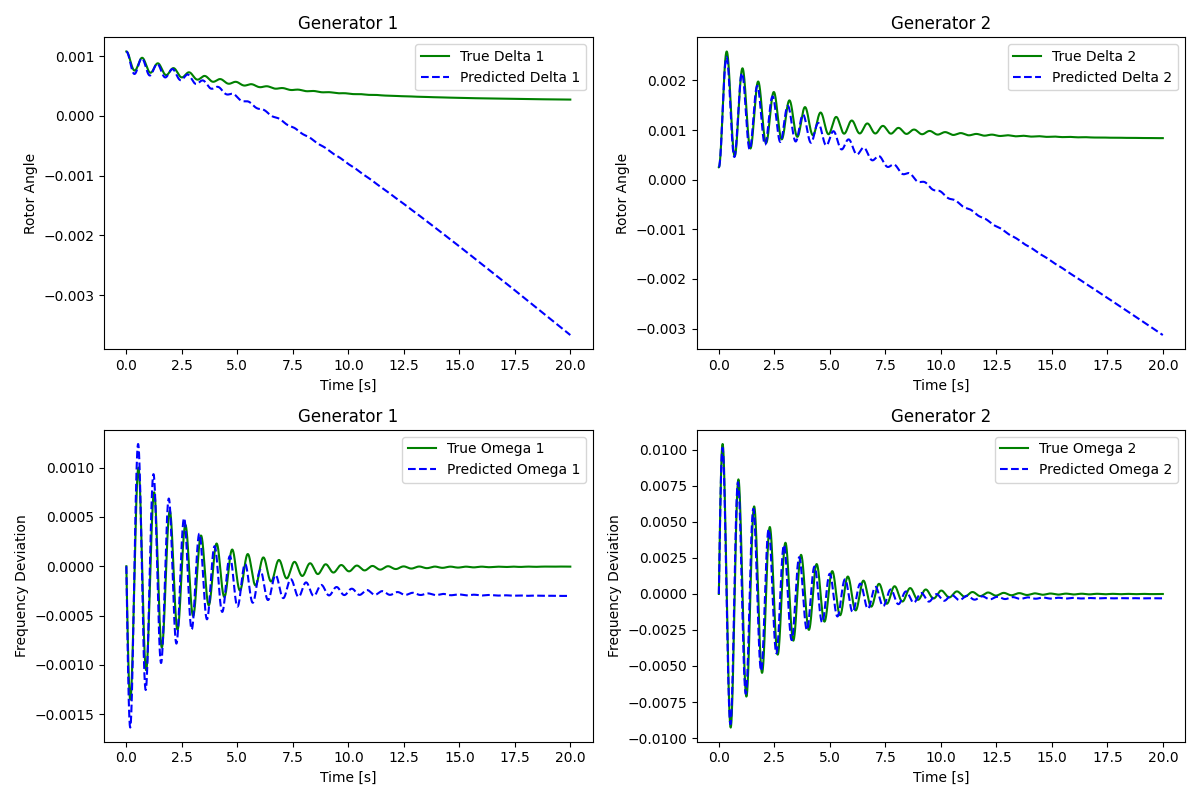 Generator 1
True Delta 1
Predicted Delta 1
Rotor Angle
0.001
0.000
−0.001
−0.002
−0.003
0.0 2.5 5.0 7.5 10.0 12.5 15.0 17.5 20.0
Time [s]
Generator 2
True Delta 2
Predicted Delta 2
Rotor Angle
0.002
0.001
0.000
−0.001
−0.002
−0.003
0.0 2.5 5.0 7.5 10.0 12.5 15.0 17.5 20.0
Time [s]
Generator 1
True Omega 1
Predicted Omega 1
Frequency Deviation
0.0010
0.0005
0.0000
−0.0005
−0.0010
−0.0015
0.0 2.5 5.0 7.5 10.0 12.5 15.0 17.5 20.0
Time [s]
Generator 2
True Omega 2
Predicted Omega 2
Frequency Deviation
0.0100
0.0075
0.0050
0.0025
0.0000
−0.0025
−0.0050
−0.0075
−0.0100
0.0 2.5 5.0 7.5 10.0 12.5 15.0 17.5 20.0
Time [s]